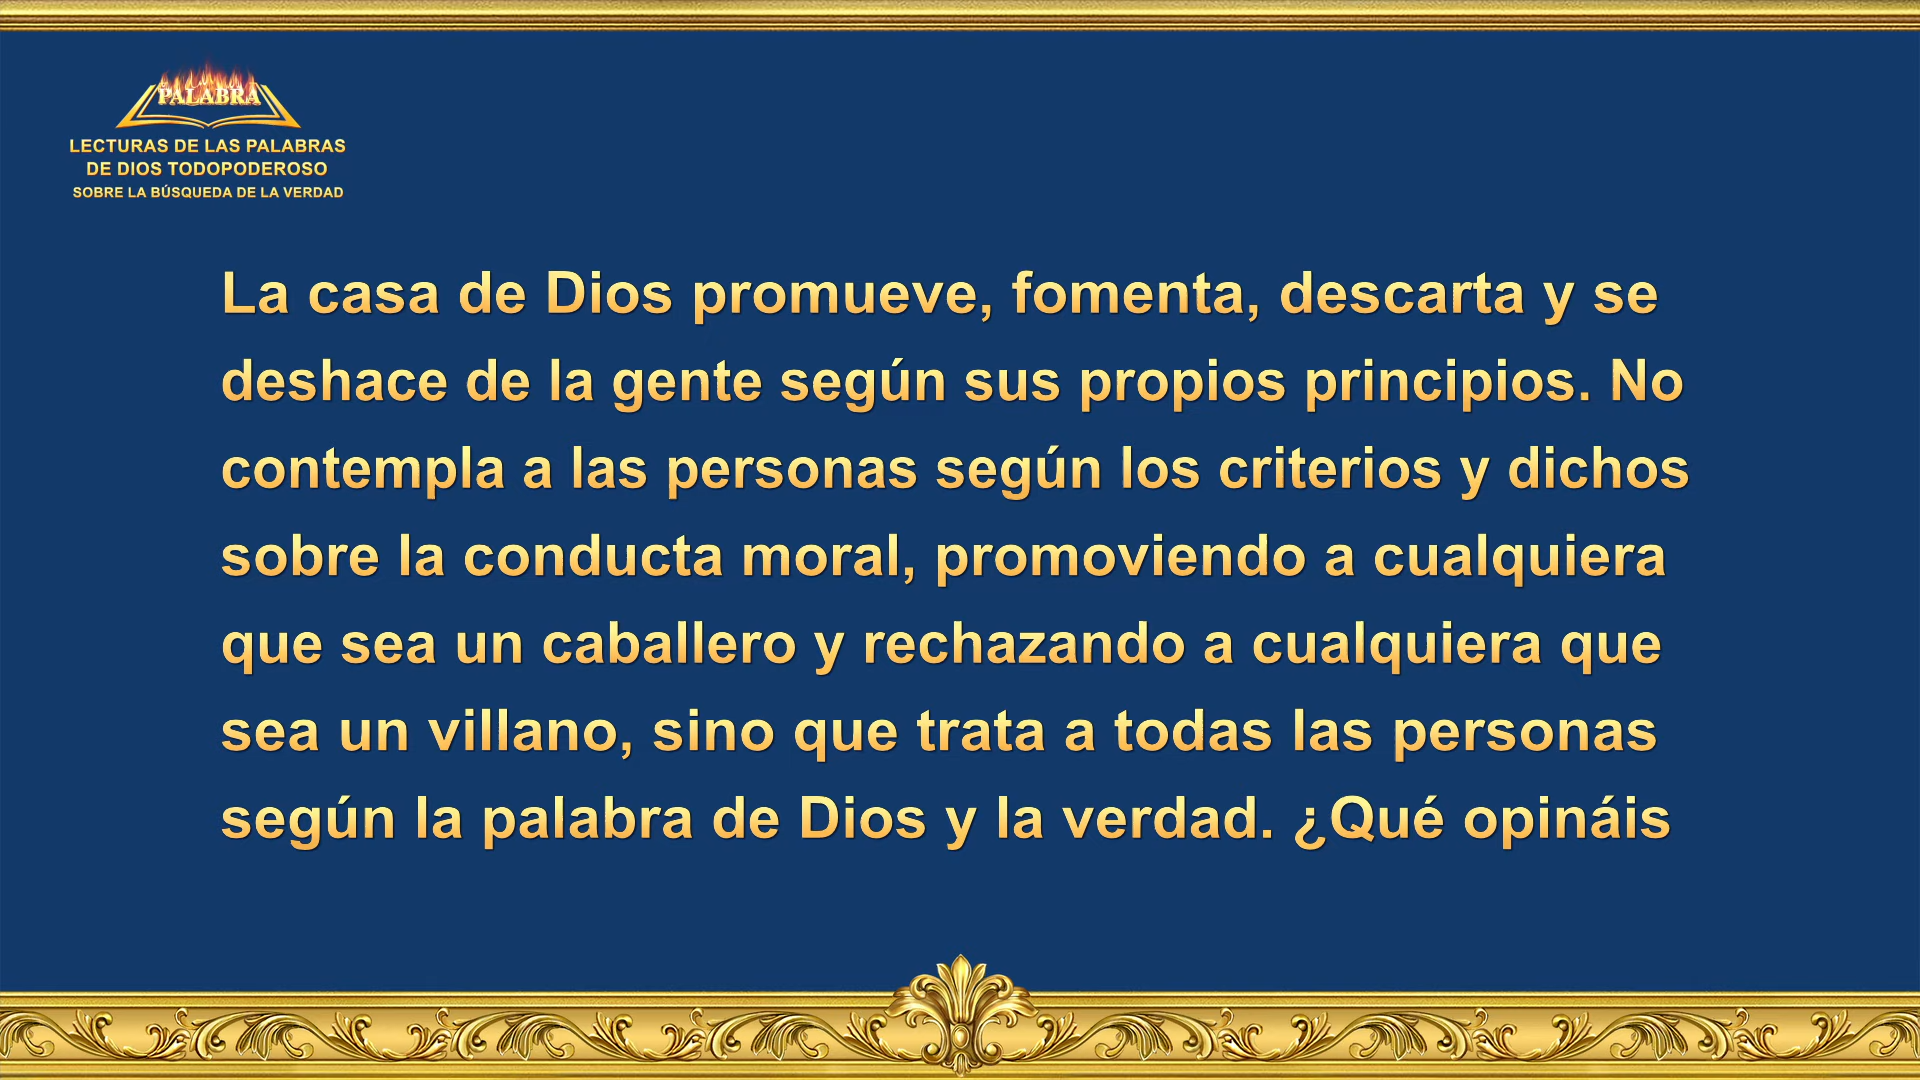 PALABRA
LECTURAS DE LAS PALABRAS
DE DIOS TODOPODEROSO
SOBRE LA BÚSQUEDA DE LA VERDAD
La casa de Dios promueve, fomenta, descarta y se
deshace de la gente según sus propios principios. No
contempla a las personas según los criterios y dichos
sobre la conducta moral, promoviendo a cualquiera
que sea un caballero y rechazando a cualquiera que
sea un villano, sino que trata a todas las personas
según la palabra de Dios y la verdad. ¿Qué opináis